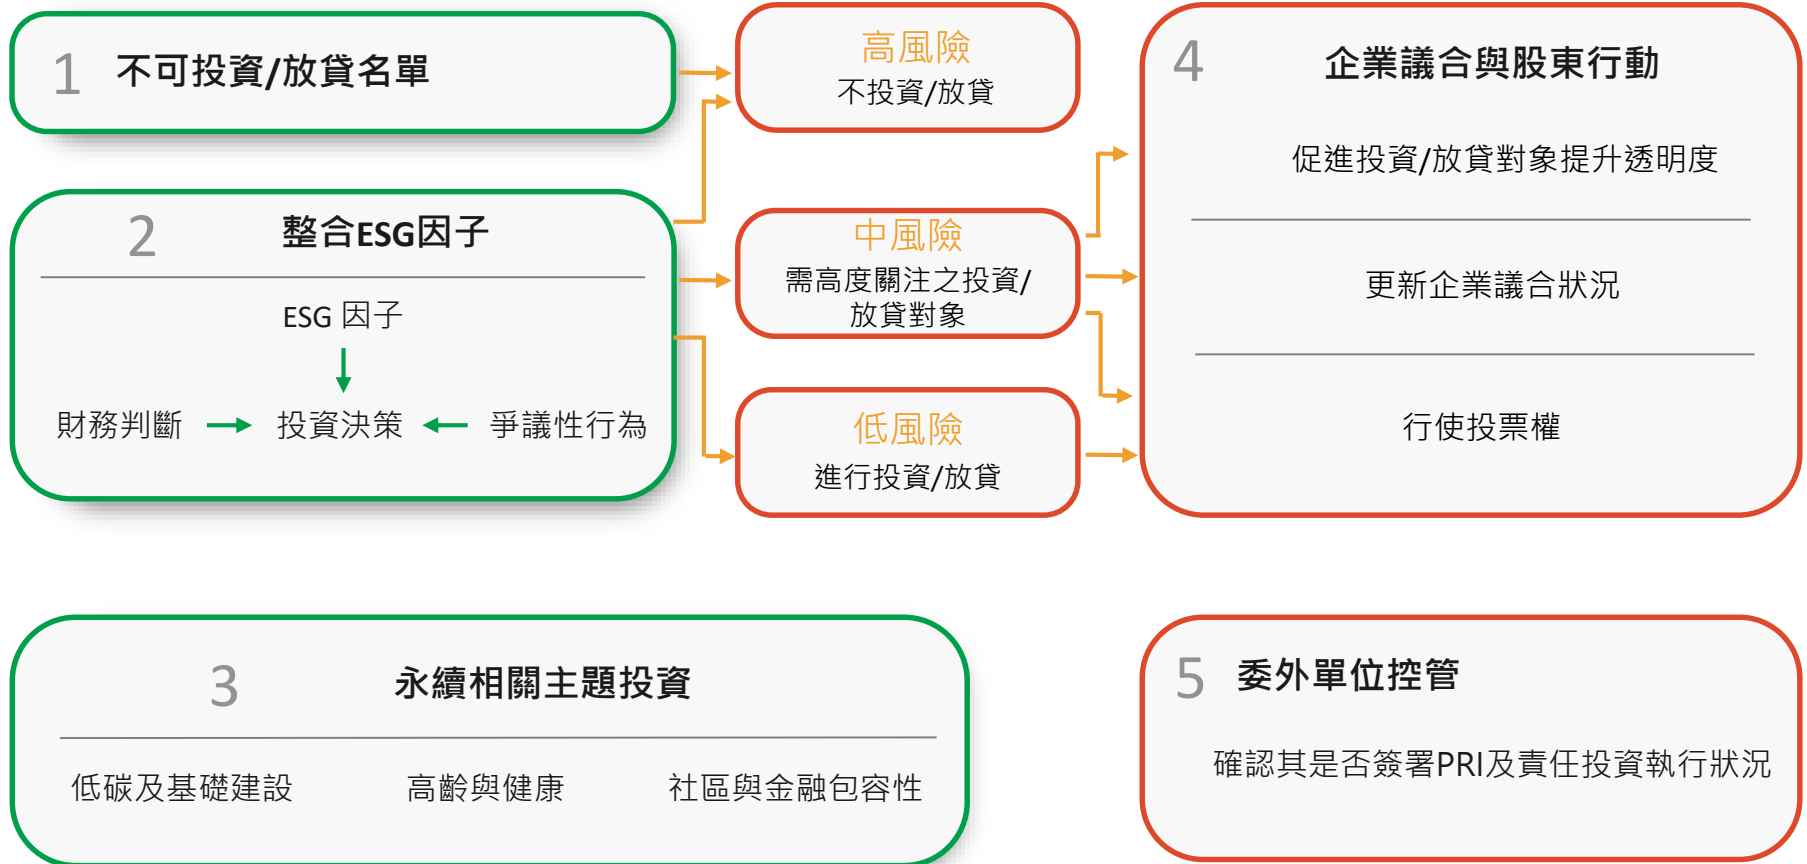 1 不可投資/放貸名單
高風險
不投資/放貸
2 整合ESG因子
ESG 因子
財務判斷 投資決策 爭議性行為
中風險
需高度關注之投資/
放貸對象
低風險
進行投資/放貸
4 企業議合與股東行動
促進投資/放貸對象提升透明度
更新企業議合狀況
行使投票權
3 永續相關主題投資
低碳及基礎建設 高齡與健康 社區與金融包容性
5 委外單位控管
確認其是否簽署PRI及責任投資執行狀況